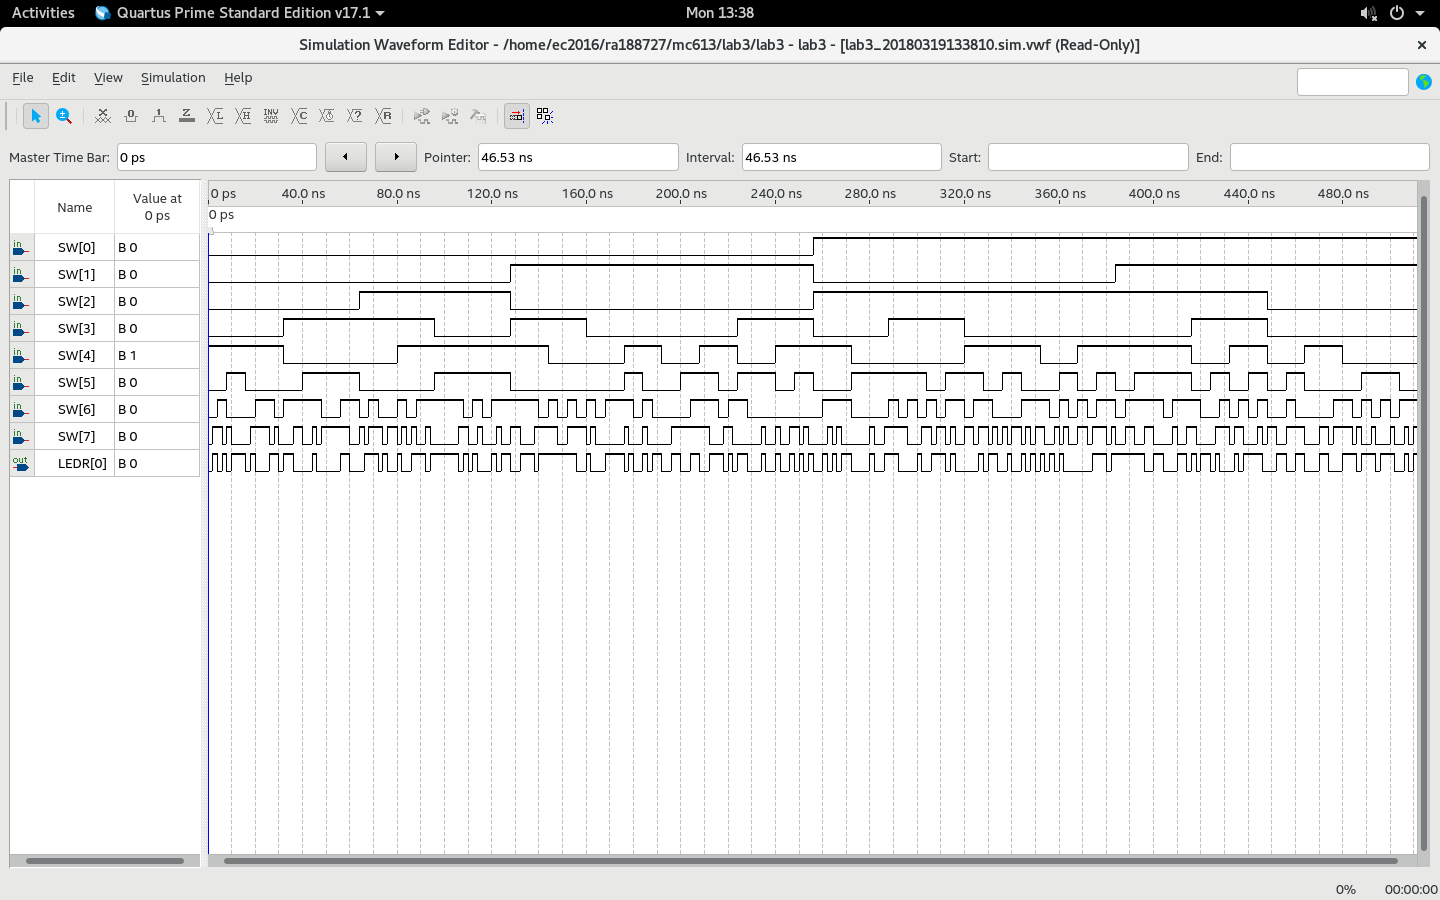 Activities Quartus Prime Standard Edition v17.1 Mon 13:38
Simulation Waveform Editor - /home/ec2016/ra188727/mc613/lab3/lab3 - lab3 - [lab3_20180319133810.sim.vwf (Read-Only)]
File Edit View Simulation Help
Master Time Bar: 0 ps Pointer: 46.53 ns Interval: 46.53 ns Start: End:
Name Value at 0 ps
0 ps 40.0 ns 80.0 ns 120.0 ns 160.0 ns 200.0 ns 240.0 ns 280.0 ns 320.0 ns 360.0 ns 400.0 ns 440.0 ns 480.0 ns
0 ps
in SW[0] B 0
in SW[1] B 0
in SW[2] B 0
in SW[3] B 0
in SW[4] B 1
in SW[5] B 0
in SW[6] B 0
in SW[7] B 0
out LEDR[0] B 0
0% 00:00:00